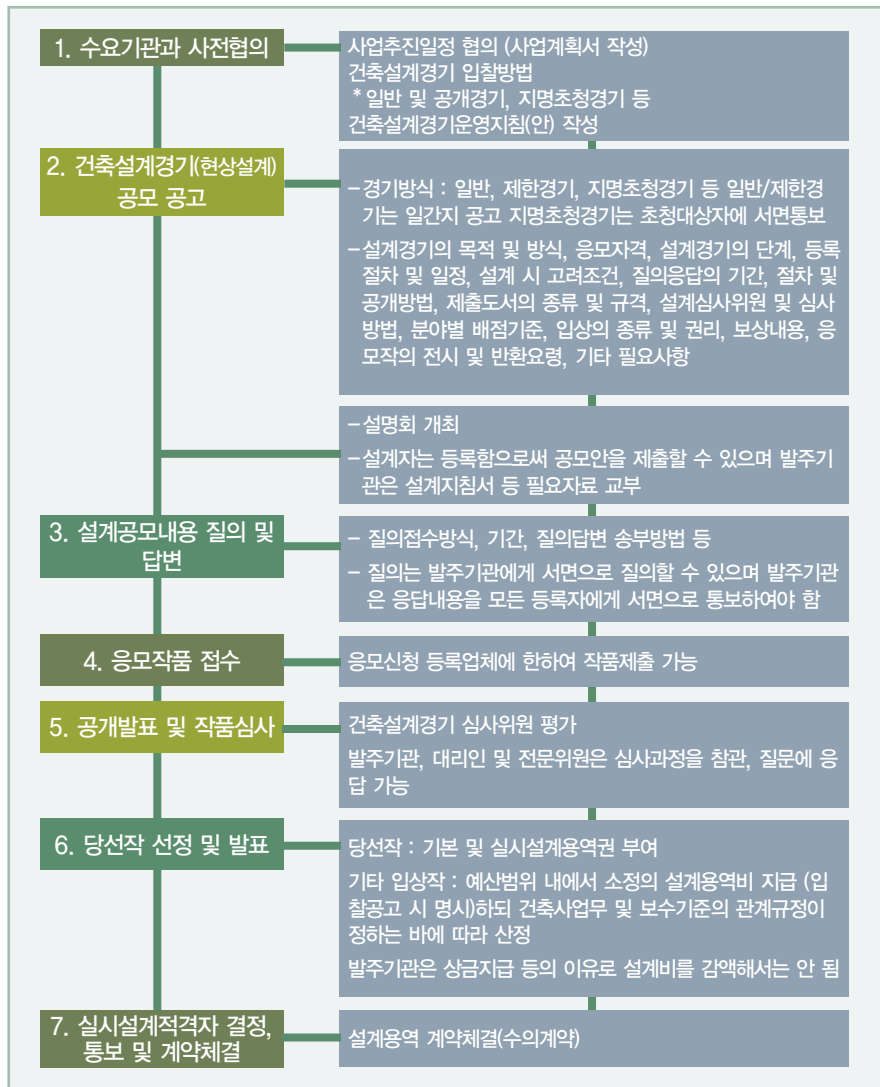 1. 수요기관과 사전협의
사업추진일정 협의 (사업계획서 작성)
건축설계경기 입찰방법
* 일반 및 공개경기, 지명초청경기 등
건축설계경기운영지침(안) 작성
2. 건축설계경기(현상설계)
공모 공고
- 경기방식 : 일반, 제한경기, 지명초청경기 등 일반/제한경
기는 일간지 공고 지명초청경기는 초청대상자에 서면통보
- 설계경기의 목적 및 방식, 응모자격, 설계경기의 단계, 등록
절차 및 일정, 설계 시 고려조건, 질의응답의 기간, 절차 및
공개방법, 제출도서의 종류 및 규격, 설계심사위원 및 심사
방법, 분야별 배점기준, 입상의 종류 및 권리, 보상내용, 응
모작의 전시 및 반환요령, 기타 필요사항
- 설명회 개최
- 설계자는 등록함으로써 공모안을 제출할 수 있으며 발주기
관은 설계지침서 등 필요자료 교부
3. 설계공모내용 질의 및
답변
- 질의접수방식, 기간, 질의답변 송부방법 등
- 질의는 발주기관에게 서면으로 질의할 수 있으며 발주기관
은 응답내용을 모든 등록자에게 서면으로 통보하여야 함
4. 응모작품 접수
응모신청 등록업체에 한하여 작품제출 가능
5. 공개발표 및 작품심사
건축설계경기 심사위원 평가
발주기관, 대리인 및 전문위원은 심사과정을 참관, 질문에 응
답 가능
6. 당선작 선정 및 발표
당선작 : 기본 및 실시설계용역권 부여
기타 입상작 : 예산범위 내에서 소정의 설계용역비 지급 (입
찰공고 시 명시)하되 건축사업무 및 보수기준의 관계규정이
정하는 바에 따라 산정
발주기관은 상금지급 등의 이유로 설계비를 감액해서는 안 됨
7. 실시설계적격자 결정,
통보 및 계약체결
설계용역 계약체결(수의계약)